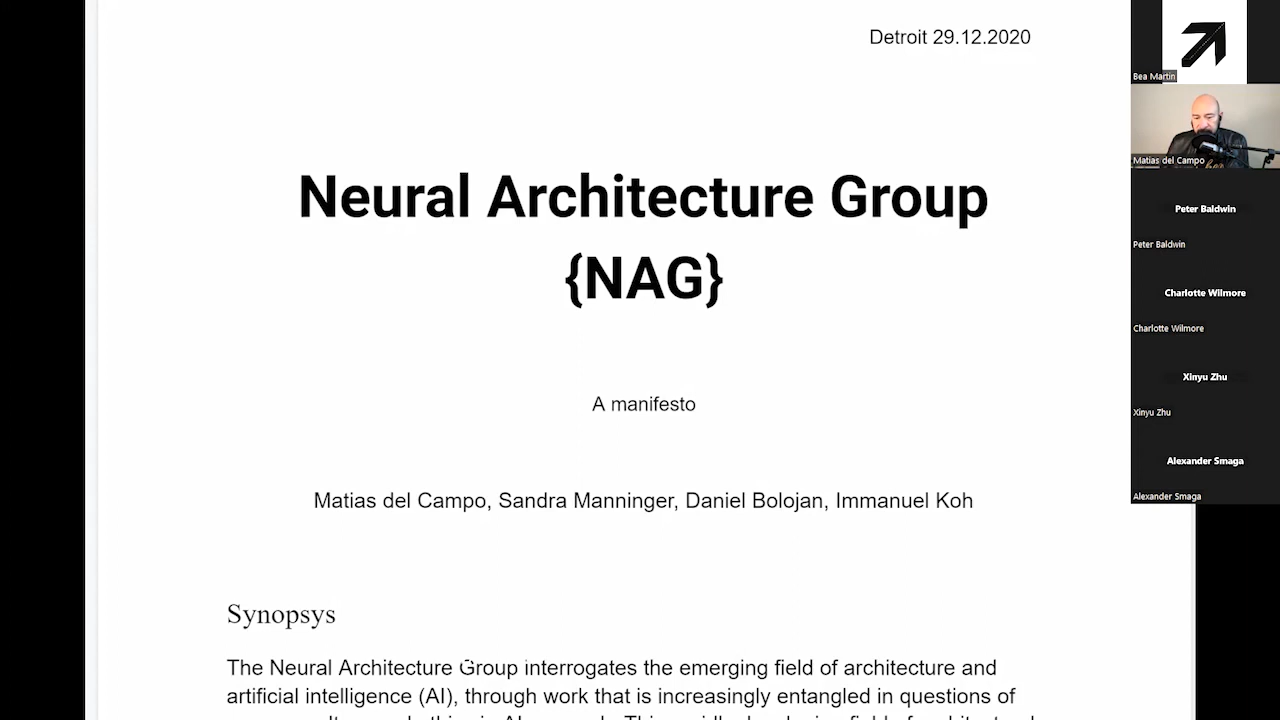 Detroit 29.12.2020
Neural Architecture Group
{NAG}
A manifesto
Matias del Campo, Sandra Manninger, Daniel Bolojan, Immanuel Koh
Synopsys
The Neural Architecture Group interrogates the emerging field of architecture and
artificial intelligence (AI), through work that is increasingly entangled in questions of
Bea Martin
Matias del Campo
Peter Baldwin
Peter Baldwin
Charlotte Wilmore
Charlotte Wilmore
Xinyu Zhu
Xinyu Zhu
Alexander Smaga
Alexander Smaga